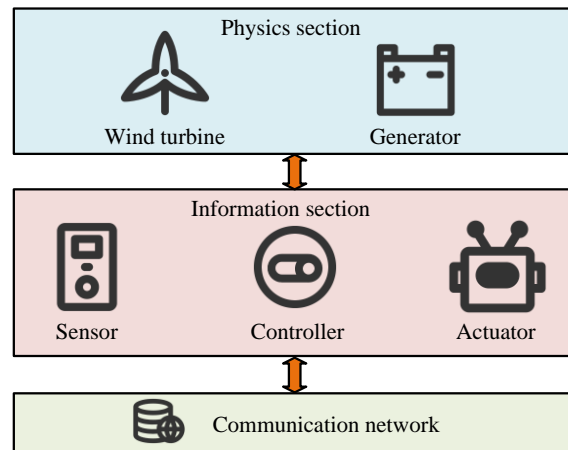 Physics section
Wind turbine Generator
Information section
Sensor Controller Actuator
Communication network